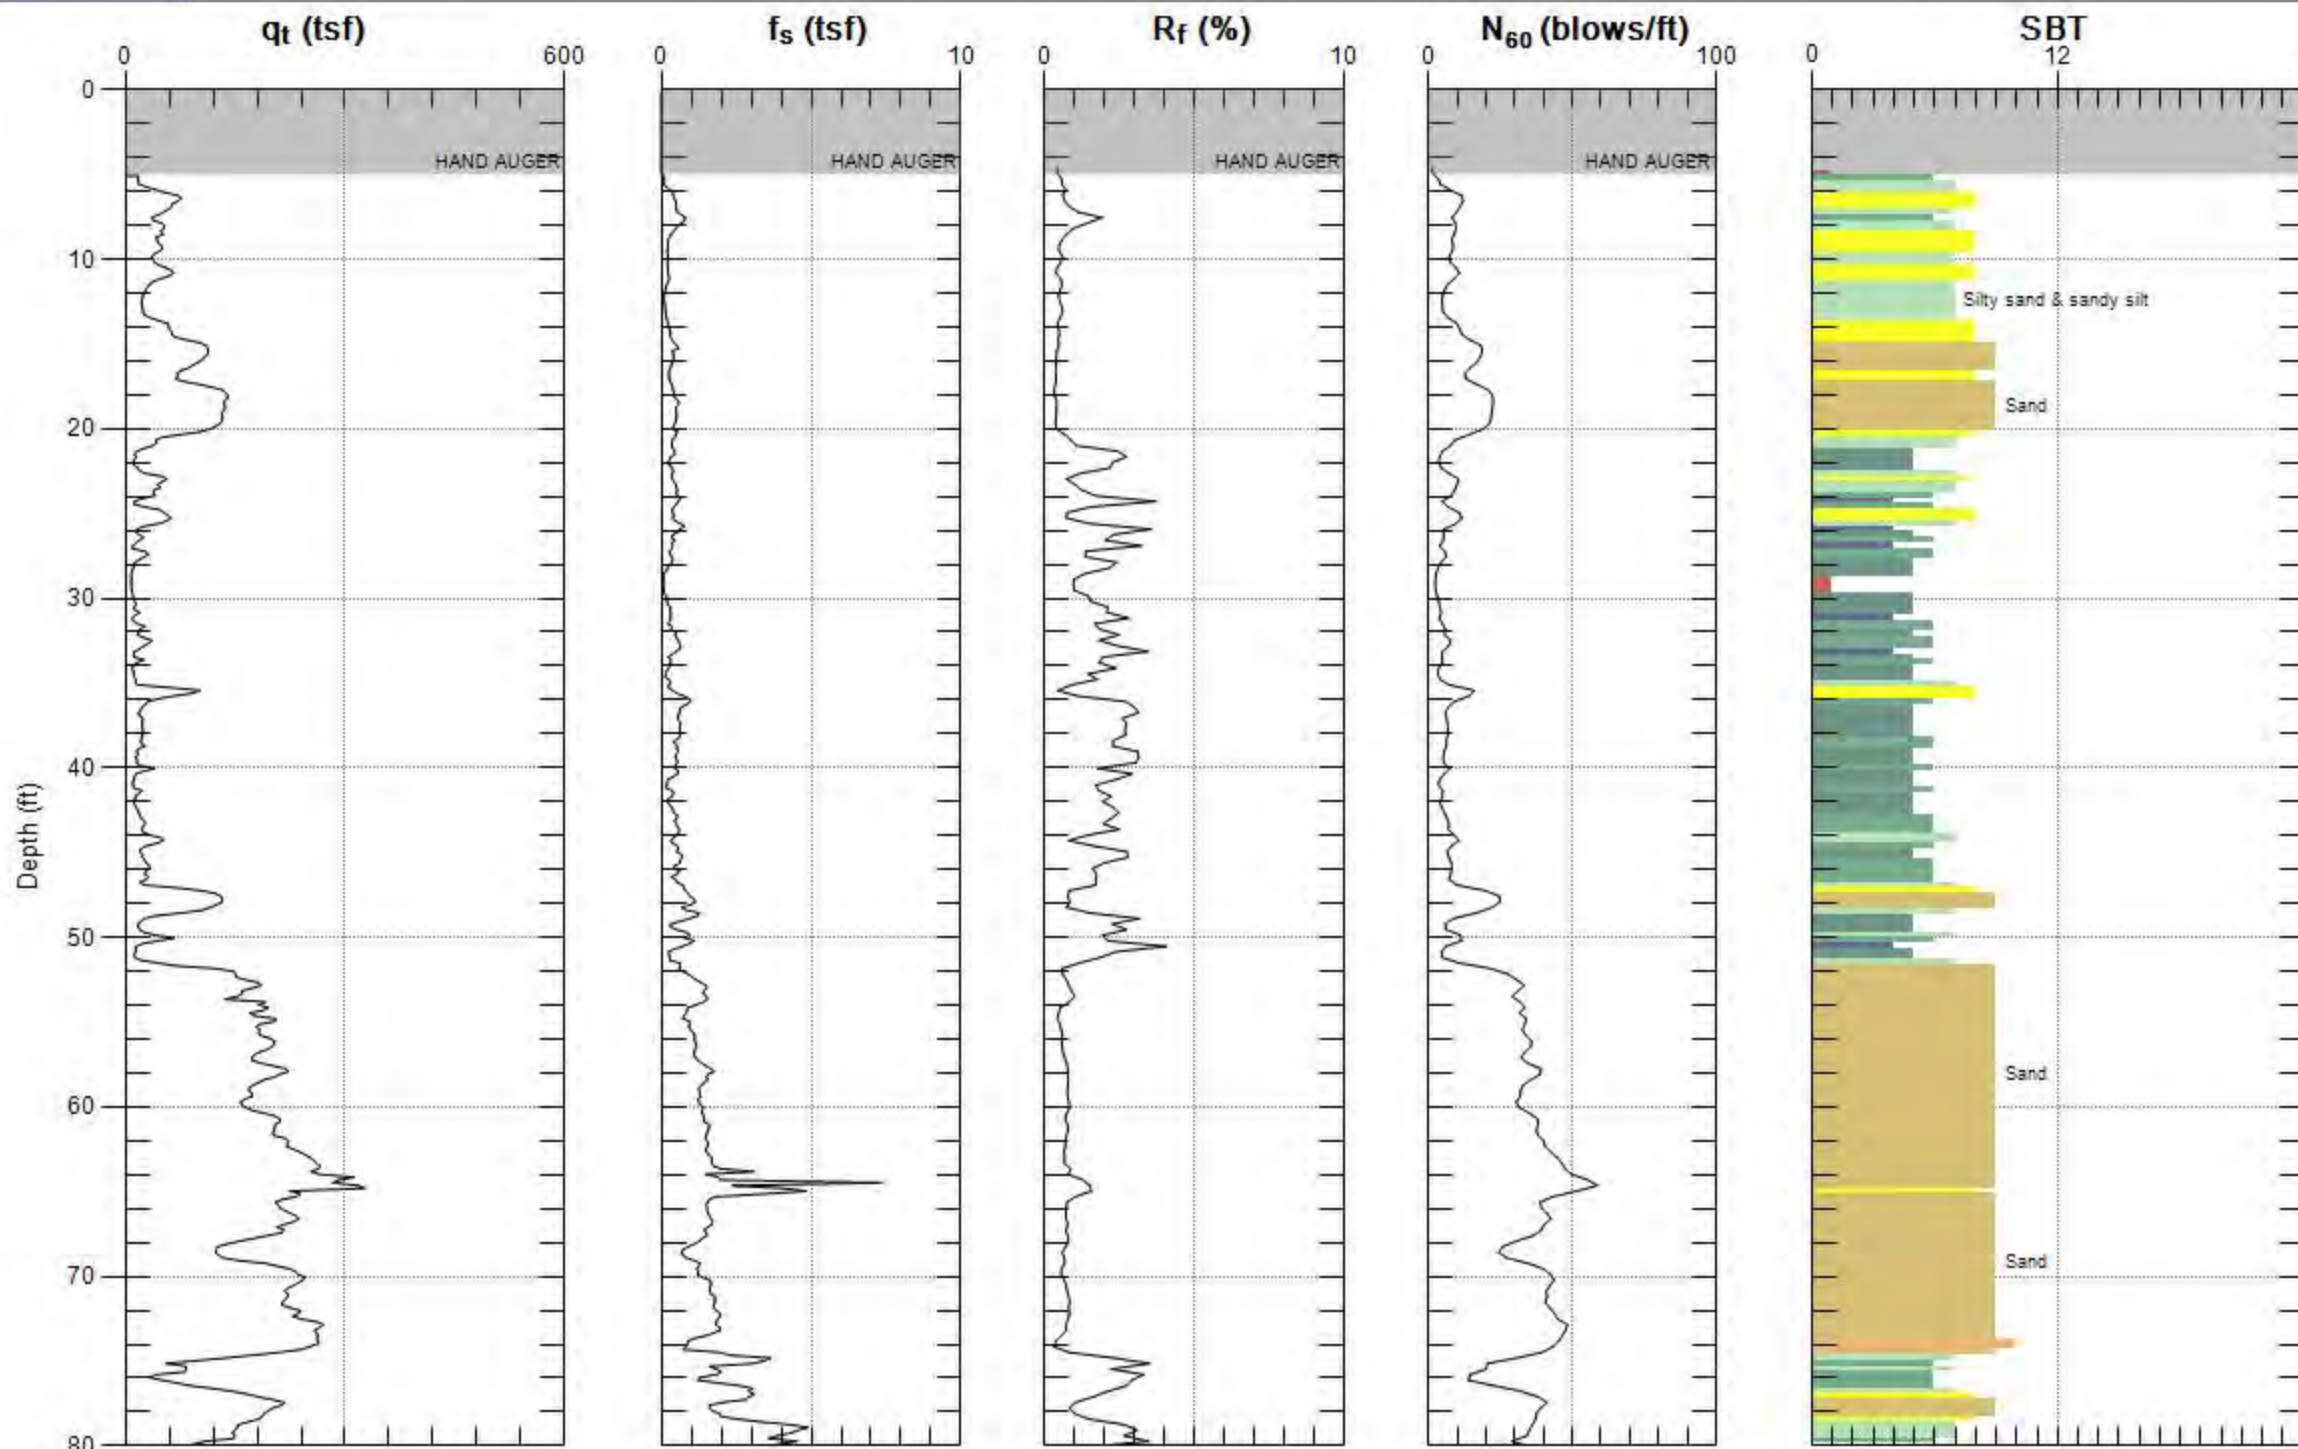 qt (tsf) fs (tsf) Rf (%) N60 (blows/ft) SBT
0 600 0 10 0 10 0 100 0 12
0
HAND AUGER HAND AUGER HAND AUGER HAND AUGER
10
Silty sand & sandy silt
Sand
20
30
40
Depth (ft)
50
Sand
60
Sand
70
80